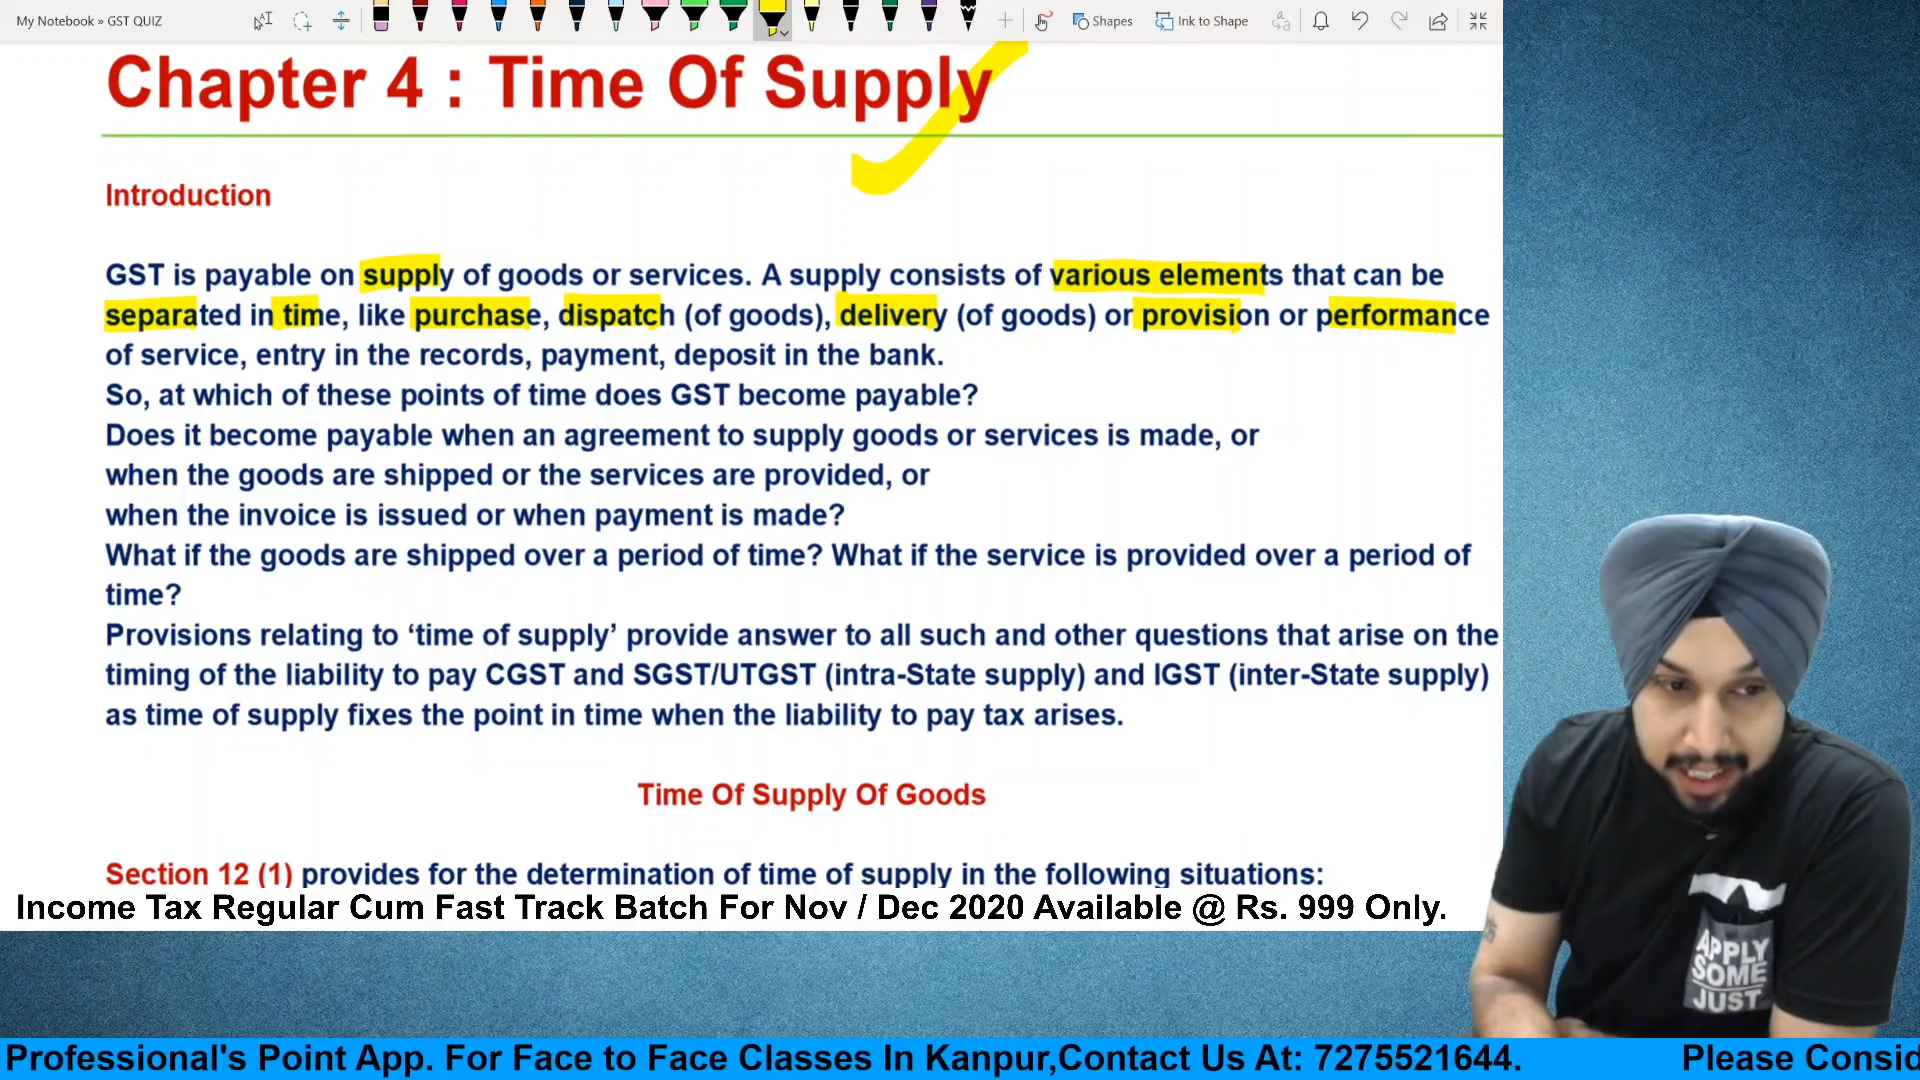 My Notebook » GST QUIZ
Shapes
Ink to Shape
Chapter 4 : Time Of Supply
Introduction
GST is payable on supply of goods or services. A supply consists of various elements that can be
separated in time, like purchase, dispatch (of goods), delivery (of goods) or provision or performance
of service, entry in the records, payment, deposit in the bank.
So, at which of these points of time does GST become payable?
Does it become payable when an agreement to supply goods or services is made, or
when the goods are shipped or the services are provided, or
when the invoice is issued or when payment is made?
What if the goods are shipped over a period of time? What if the service is provided over a period of
time?
Provisions relating to ‘time of supply’ provide answer to all such and other questions that arise on the
timing of the liability to pay CGST and SGST/UTGST (intra-State supply) and IGST (inter-State supply)
as time of supply fixes the point in time when the liability to pay tax arises.
Time Of Supply Of Goods
Section 12 (1) provides for the determination of time of supply in the following situations:
Income Tax Regular Cum Fast Track Batch For Nov / Dec 2020 Available @ Rs. 999 Only.
APPLY
SOME
JUST
Professional's Point App. For Face to Face Classes In Kanpur,Contact Us At: 7275521644.
Please Consid